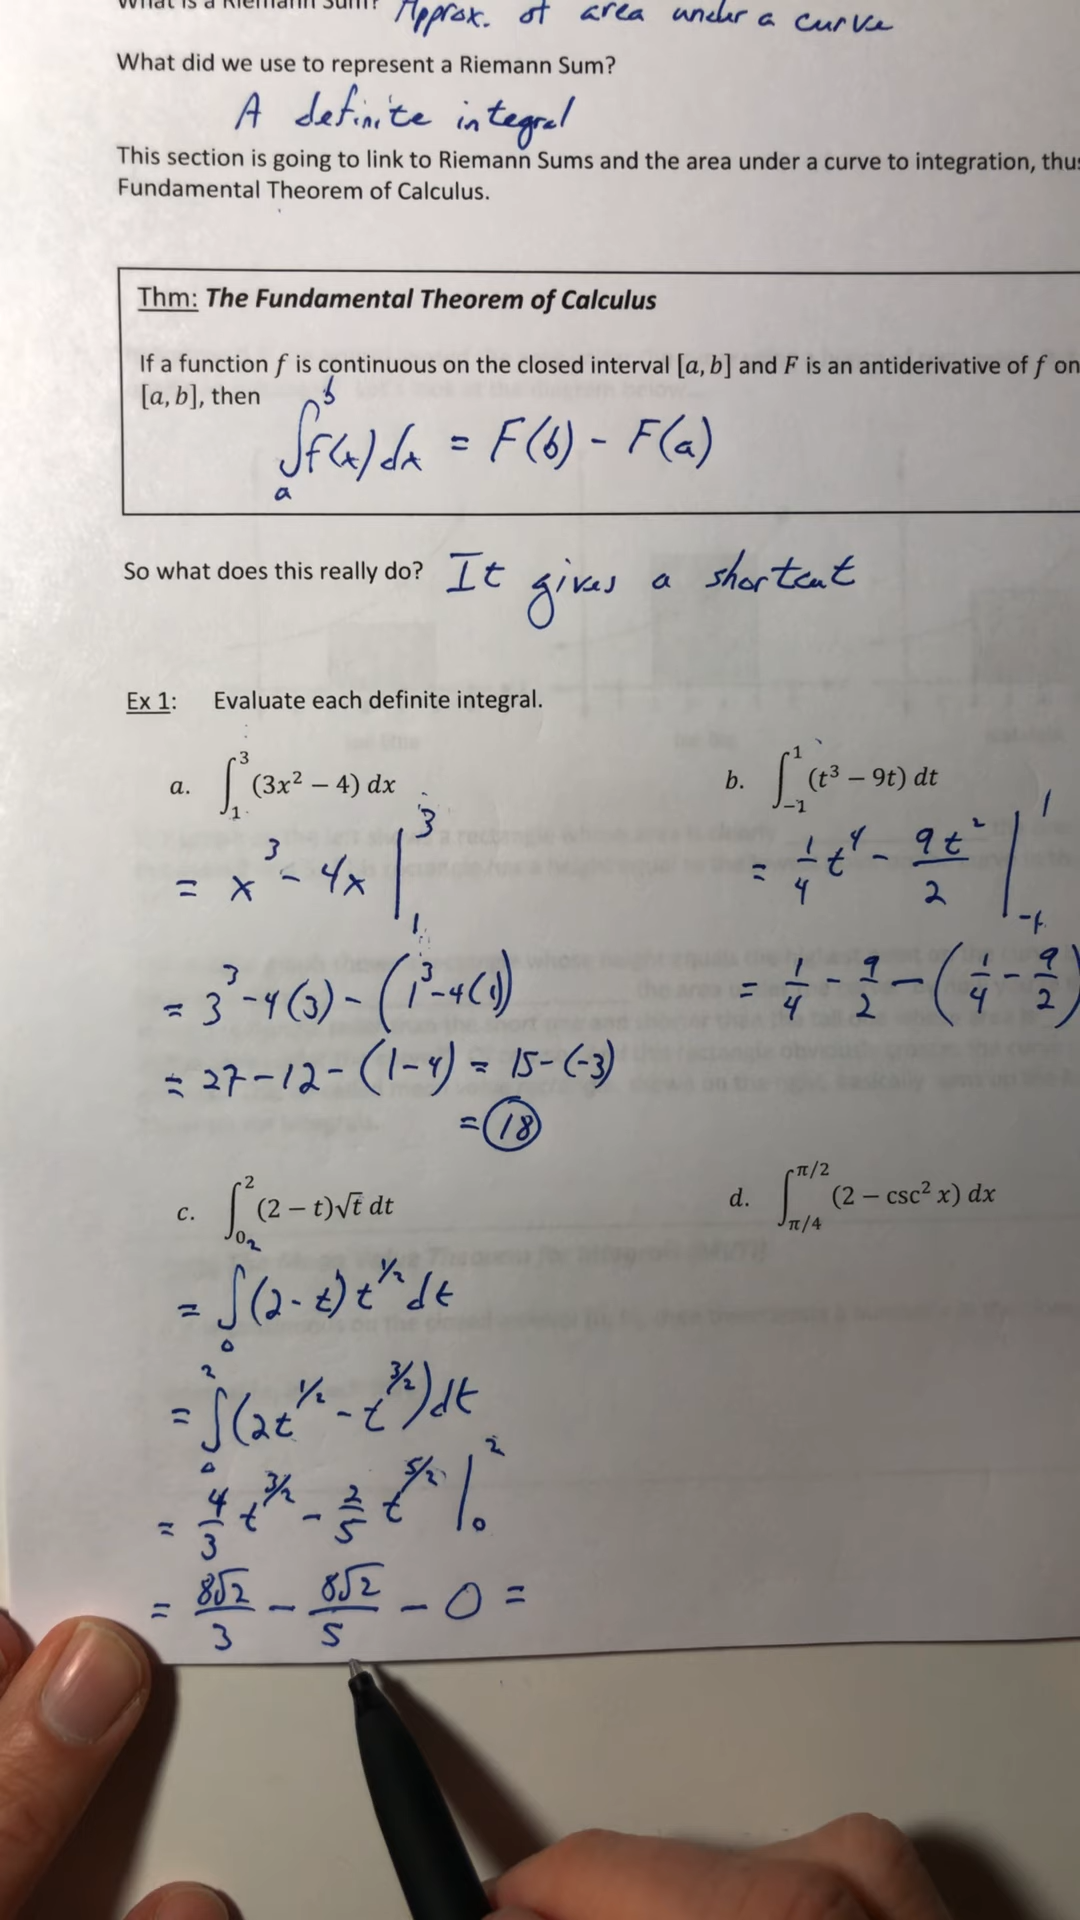 What is a Riemann Sum? Approx. of area under a curve
What did we use to represent a Riemann Sum?
A definite integral
This section is going to link to Riemann Sums and the area under a curve to integration, thus
Fundamental Theorem of Calculus.
Thm: The Fundamental Theorem of Calculus
If a function f is continuous on the closed interval [a, b] and F is an antiderivative of f on
[a, b], then
∫_a^b f(x) dx = F(b) - F(a)
So what does this really do? It gives a shortcut
Ex 1: Evaluate each definite integral.
a. ∫_1^3 (3x² − 4) dx
= x³ - 4x |_1^3
= 3³ - 4(3) - (1³ - 4(1))
= 27 - 12 - (1 - 4) = 15 - (-3)
= 18
b. ∫_{-1}^1 (t³ − 9t) dt
= 1/4 t⁴ - 9t²/2 |_{-1}^1
= 1/4 - 9/2 - (1/4 - 9/2)
c. ∫_0^2 (2 − t)√t dt
= ∫_0^2 (2 - t) t^{1/2} dt
= ∫_0^2 (2t^{1/2} - t^{3/2}) dt
= 4/3 t^{3/2} - 2/5 t^{5/2} |_0^2
= 8√2/3 - 8√2/5 - 0 =
d. ∫_{π/4}^{π/2} (2 − csc² x) dx